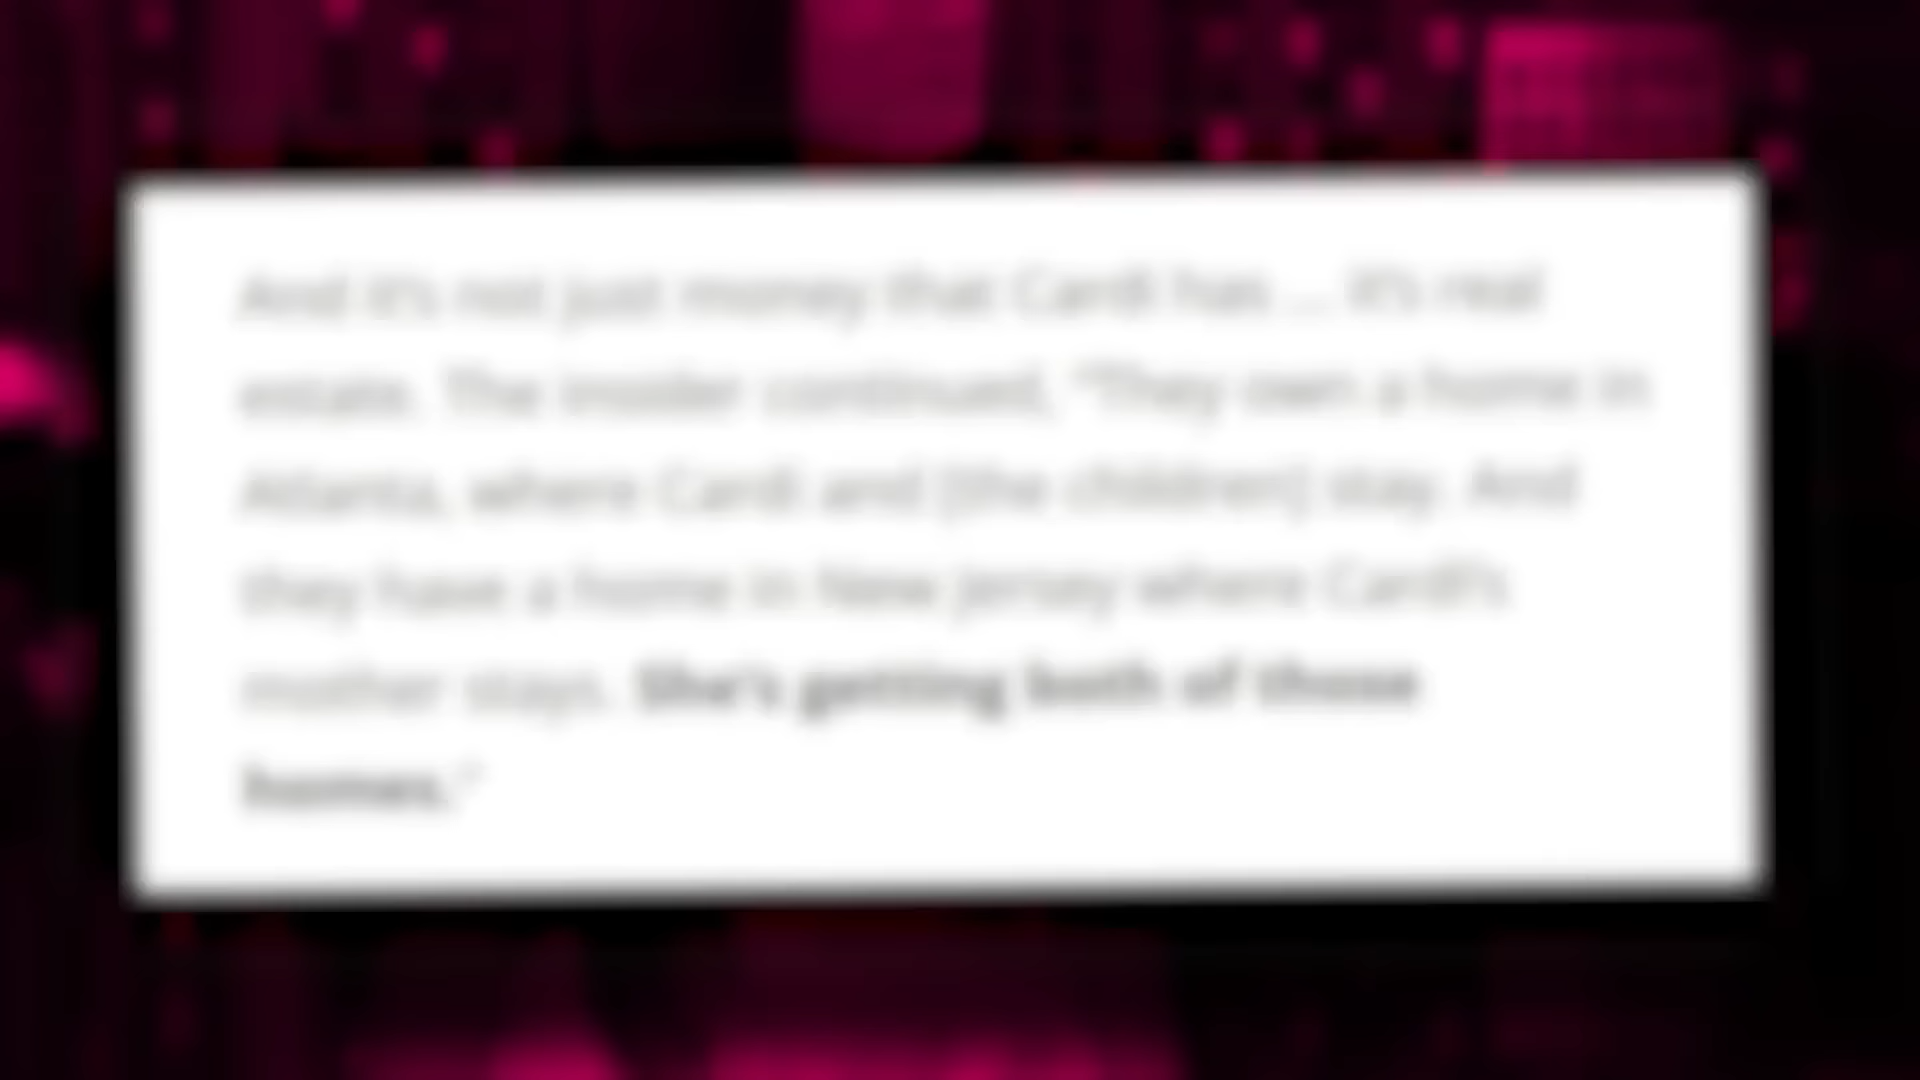 And it's not just money that Cardi has ... it's real
estate. The insider continued, "They own a home in
Atlanta, where Cardi and [the children] stay. And
they have a home in New Jersey where Cardi's
mother stays. She's getting both of those
homes."